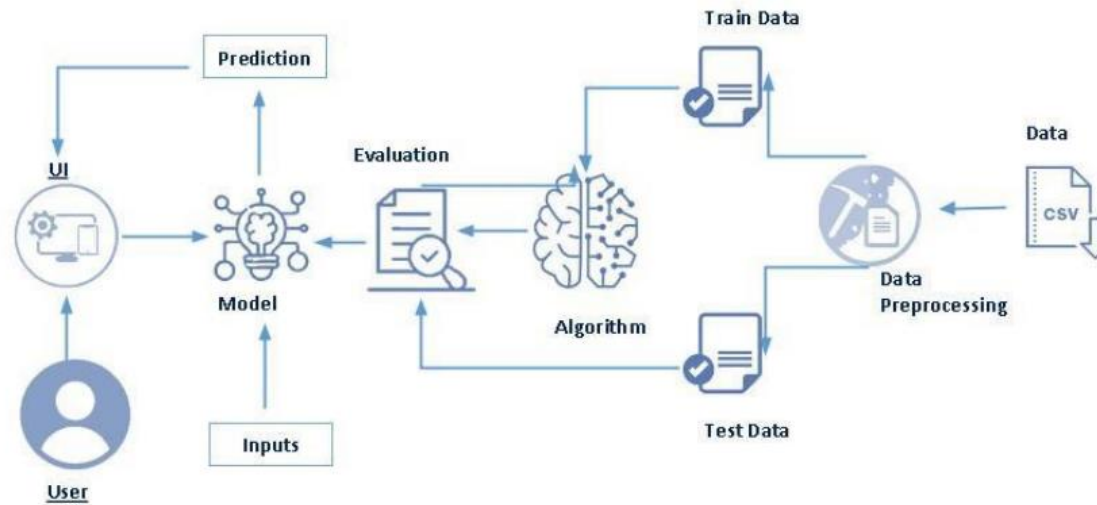 Train Data
Prediction
Data
Evaluation
UI
CSV
Model
Data
Preprocessing
Algorithm
Inputs
Test Data
User